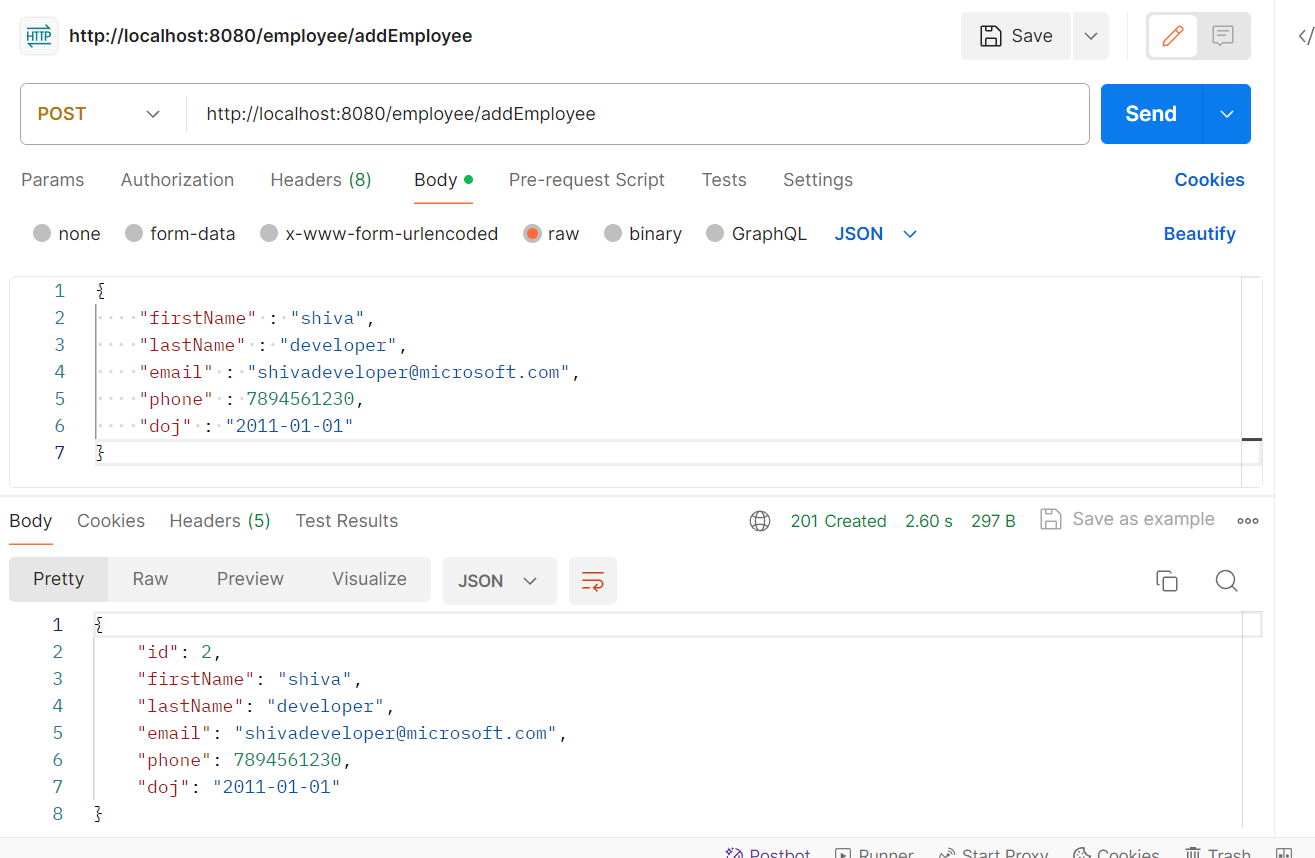 HTTP http://localhost:8080/employee/addEmployee Save </
POST http://localhost:8080/employee/addEmployee Send
Params Authorization Headers (8) Body Pre-request Script Tests Settings Cookies
none form-data x-www-form-urlencoded raw binary GraphQL JSON Beautify
1 {
2 "firstName" : "shiva",
3 "lastName" : "developer",
4 "email" : "shivadeveloper@microsoft.com",
5 "phone" : 7894561230,
6 "doj" : "2011-01-01"
7 }
Body Cookies Headers (5) Test Results 201 Created 2.60 s 297 B Save as example
Pretty Raw Preview Visualize JSON
1 {
2 "id": 2,
3 "firstName": "shiva",
4 "lastName": "developer",
5 "email": "shivadeveloper@microsoft.com",
6 "phone": 7894561230,
7 "doj": "2011-01-01"
8 }
Postbot Runner Start Proxy Cookies Trash